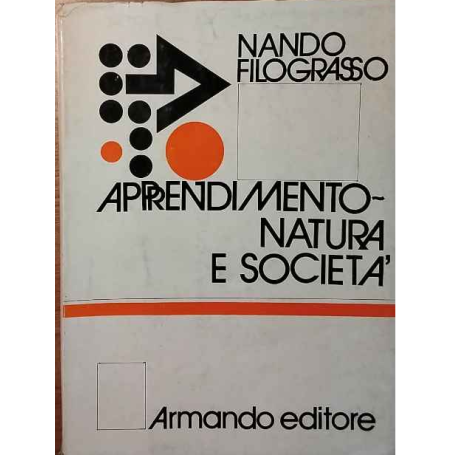 NANDO
FILOGRASSO
APPRENDIMENTO~
NATURA
E SOCIETA'
Armando editore